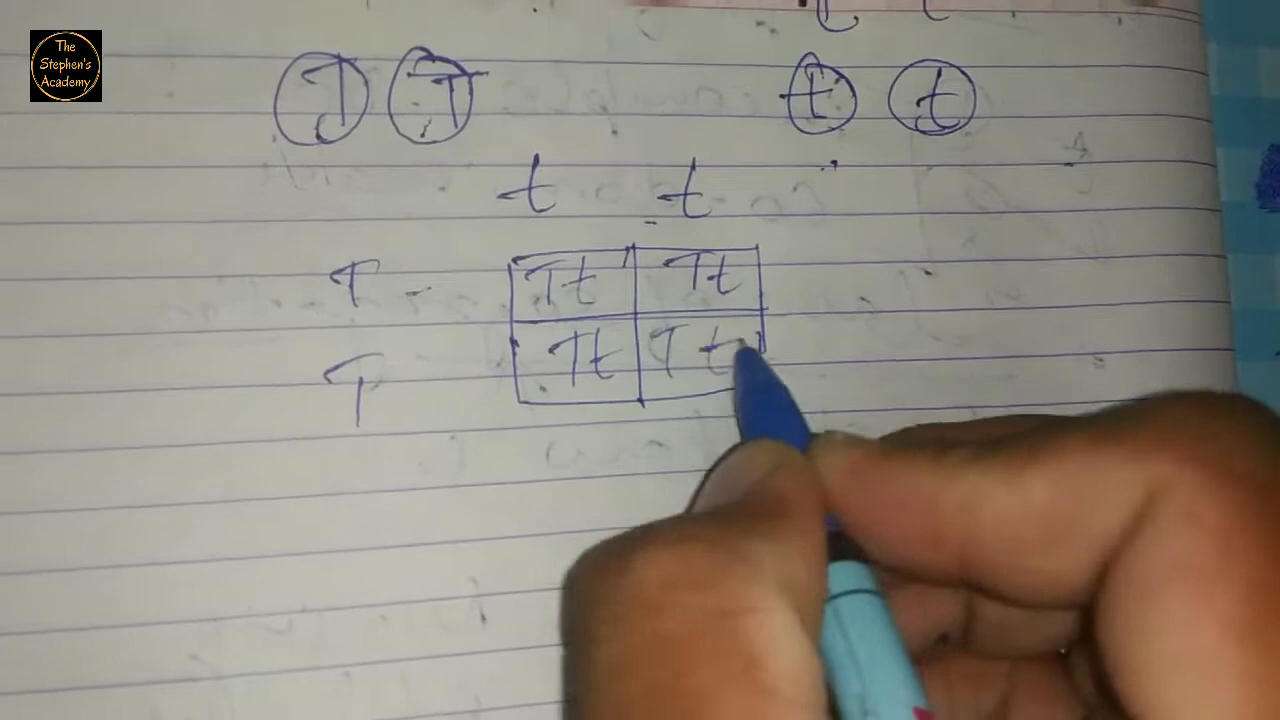 The
Stephen's
Academy
T T t t
t t
T Tt Tt
T Tt Tt